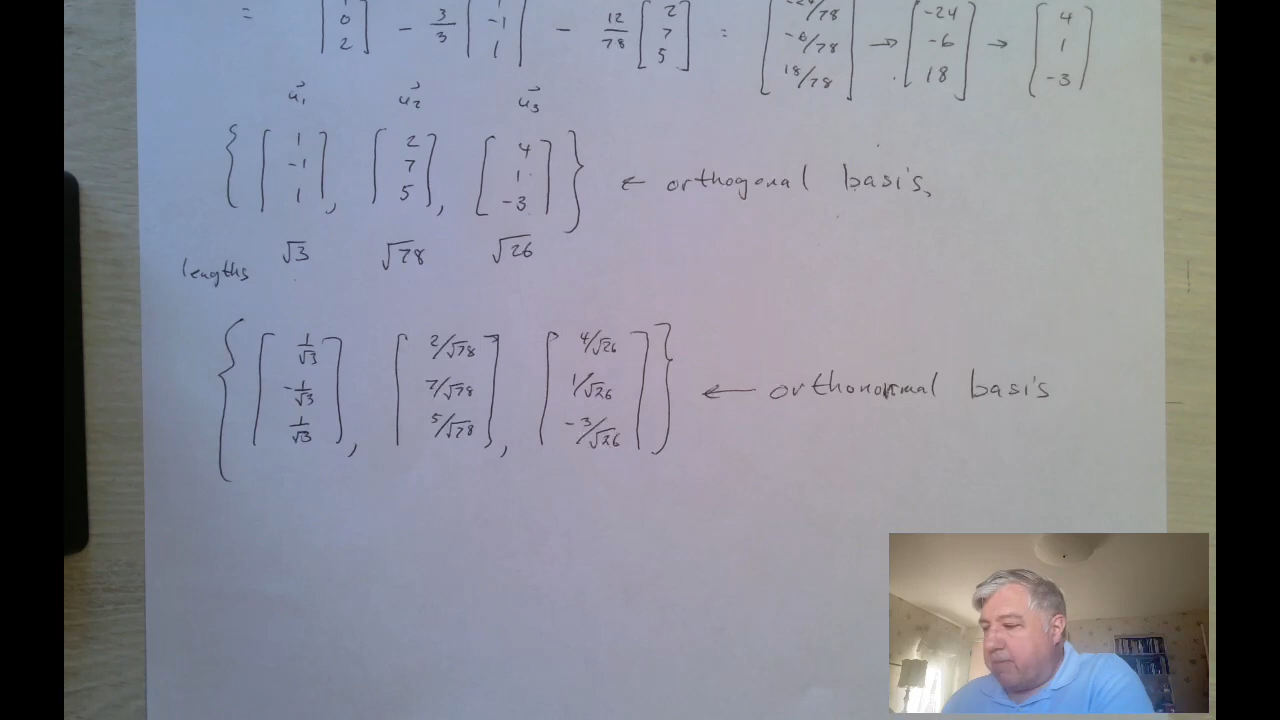 = [1 0 2] - 3/3 [1 -1 1] - 12/78 [2 7 5] = [-24/78 -6/78 18/78] → [-24 -6 18] → [4 1 -3]
u₁ u₂ u₃
{ [1 -1 1], [2 7 5], [4 1 -3] } ← orthogonal basis,
lengths √3 √78 √26
{ [1/√3 -1/√3 1/√3], [2/√78 7/√78 5/√78], [4/√26 1/√26 -3/√26] } ← orthonormal basis